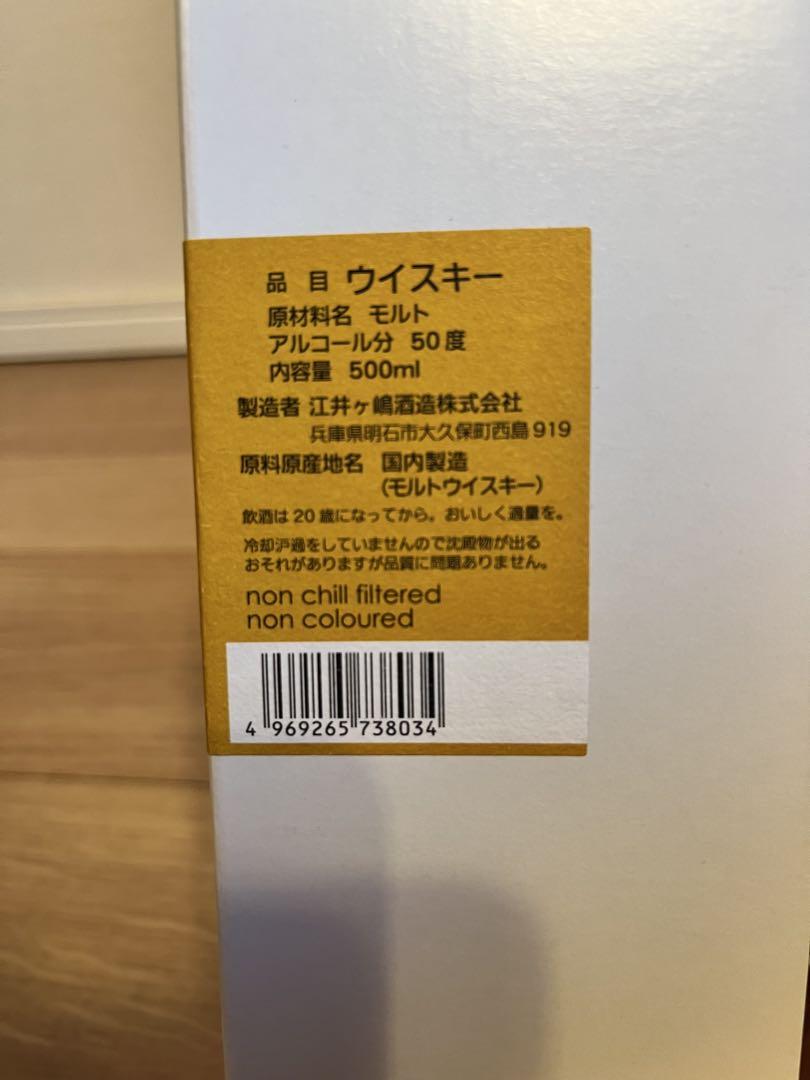 品目 ウイスキー
原材料名 モルト
アルコール分 50度
内容量 500ml
製造者 江井ヶ嶋酒造株式会社
兵庫県明石市大久保町西島919
原料原産地名 国内製造
(モルトウイスキー)
飲酒は20歳になってから。おいしく適量を。
冷却沪過をしていませんので沈殿物が出る
おそれがありますが品質に問題ありません。
non chill filtered
non coloured
4 969265 738034